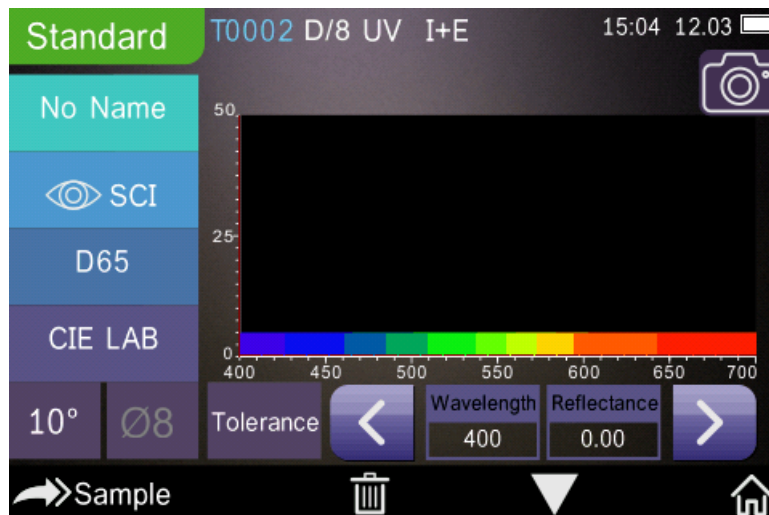 Standard
T0002 D/8 UV I+E
15:04 12.03
No Name
SCI
D65
CIE LAB
10° Ø8
50
25
0
400 450 500 550 600 650 700
Tolerance
Wavelength
400
Reflectance
0.00
Sample